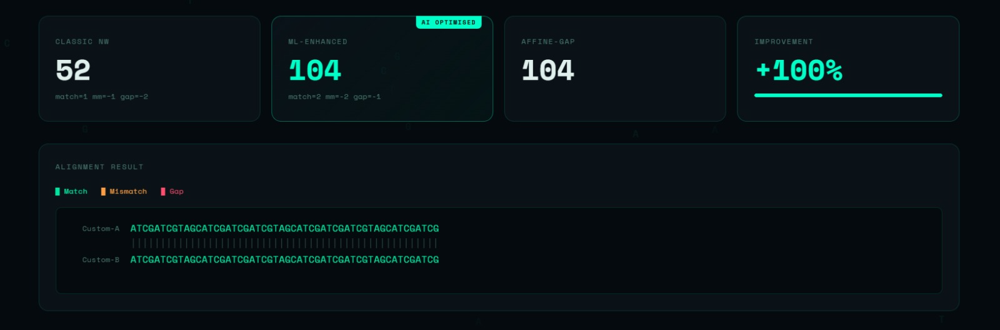 AI OPTIMISED
CLASSIC NW
52
match=1 mm=-1 gap=-2
ML-ENHANCED
104
match=2 mm=-2 gap=-1
AFFINE-GAP
104
IMPROVEMENT
+100%
ALIGNMENT RESULT
Match Mismatch Gap
Custom-A ATCGATCGTAGCATCGATCGATCGTAGCATCGATCGATCGTAGCATCGATCG
||||||||||||||||||||||||||||||||||||||||||||||||||||
Custom-B ATCGATCGTAGCATCGATCGATCGTAGCATCGATCGATCGTAGCATCGATCG